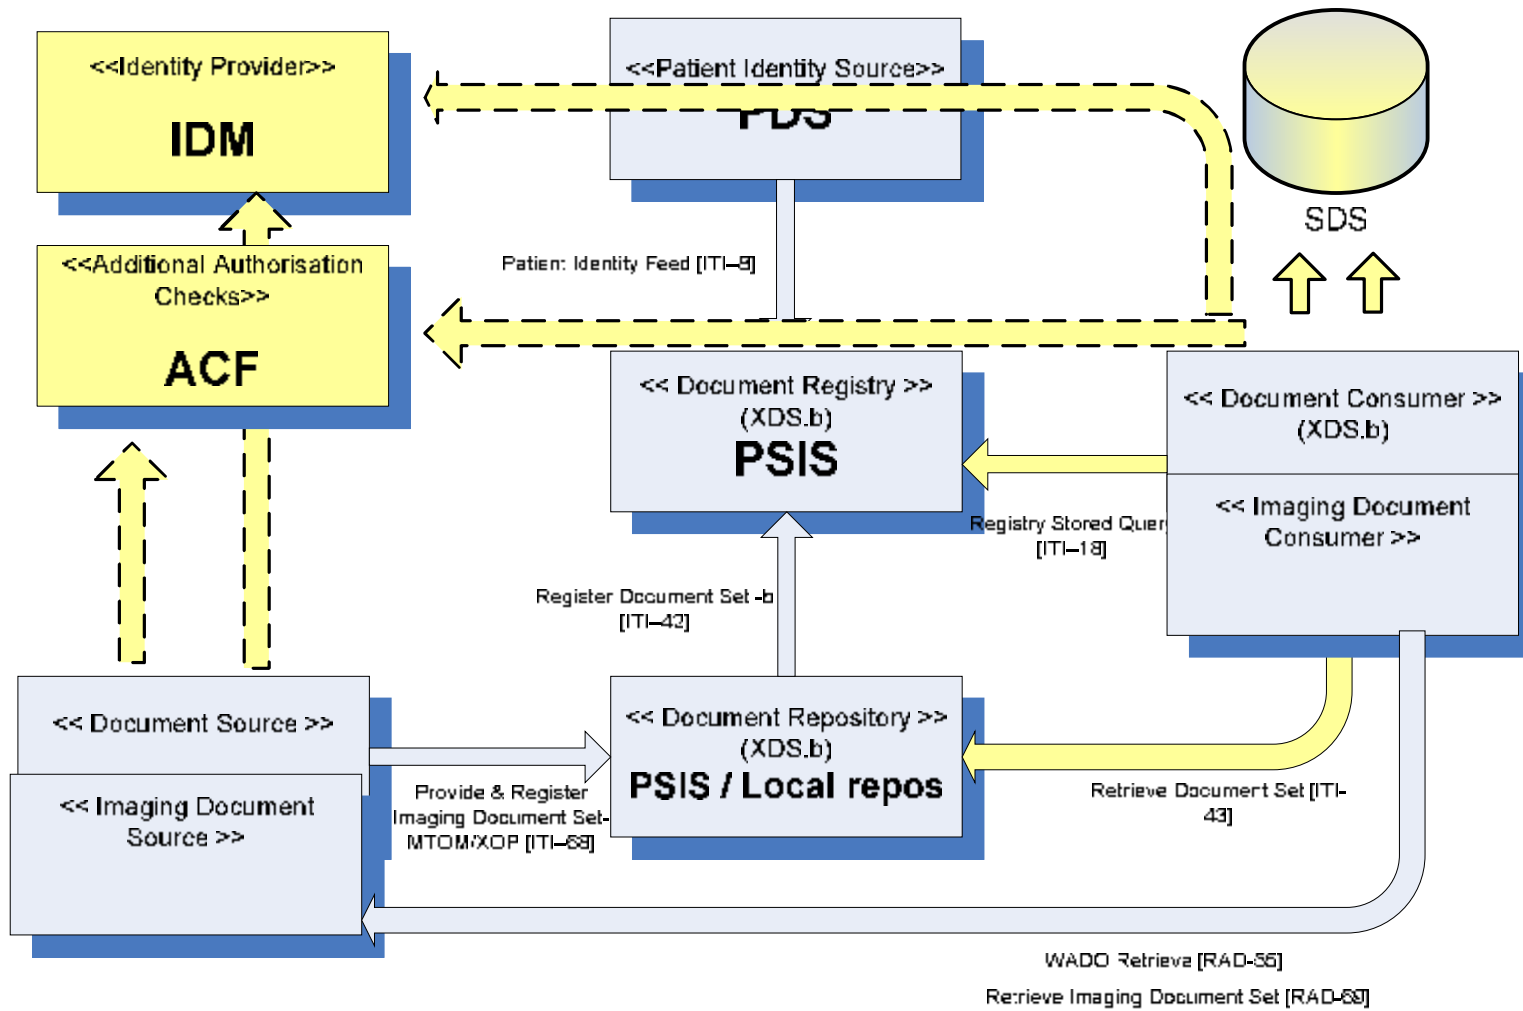 <<Identity Provider>>
IDM
<<Patient Identity Source>>
PDS
SDS
<<Additional Authorisation
Checks>>
ACF
Patient Identity Feed [ITI-8]
<< Document Registry >>
(XDS.b)
PSIS
<< Document Consumer >>
(XDS.b)
<< Imaging Document
Consumer >>
Registry Stored Query
[ITI-18]
Register Document Set -b
[ITI-42]
<< Document Source >>
<< Imaging Document
Source >>
Provide & Register
Imaging Document Set-
MTOM/XOP [ITI-68]
<< Document Repository >>
(XDS.b)
PSIS / Local repos
Retrieve Document Set [ITI-
43]
WADO Retrieve [RAD-55]
Retrieve Imaging Document Set [RAD-69]